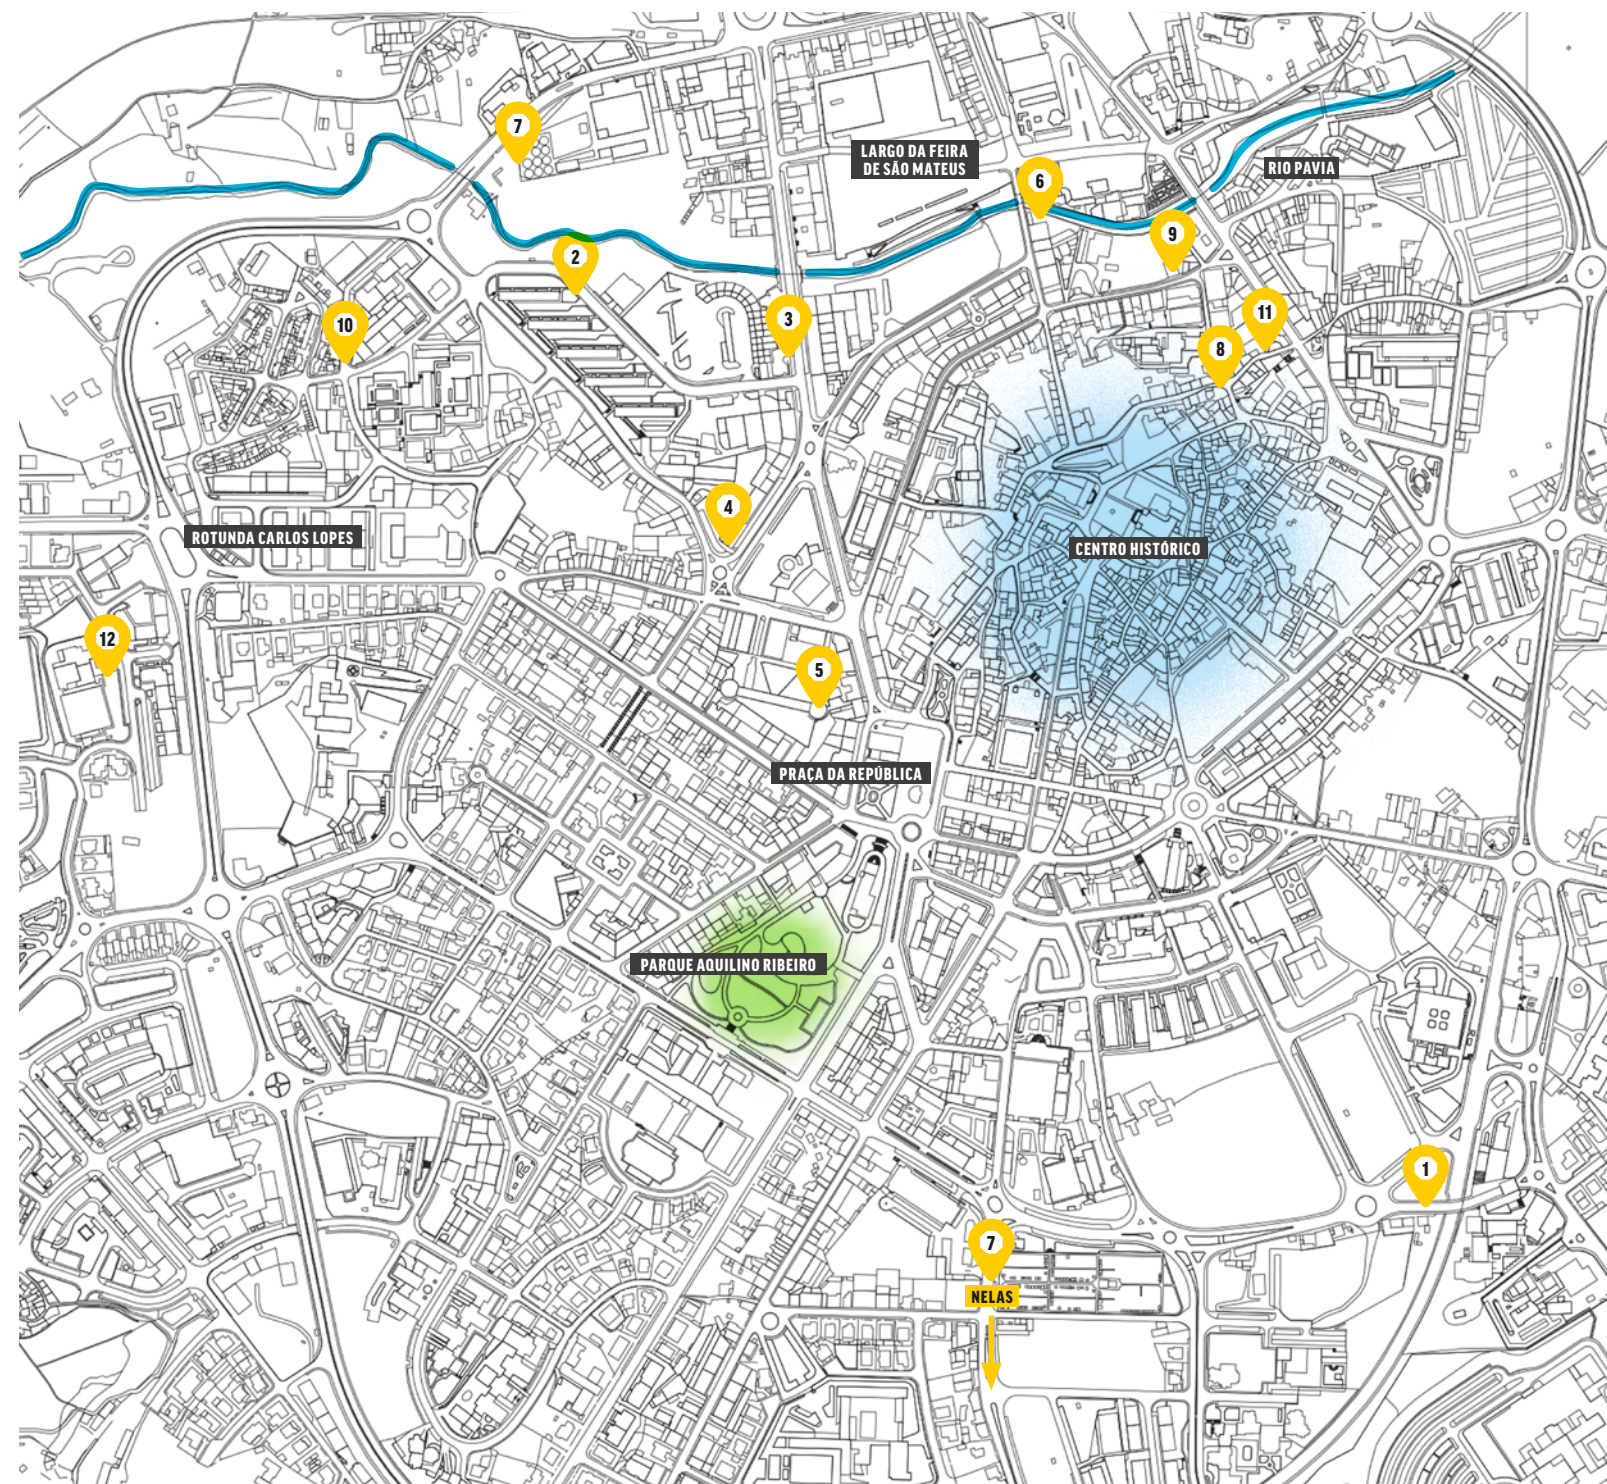 7
LARGO DA FEIRA
DE SÃO MATEUS
RIO PAVIA
6
9
2
3
10
11
8
4
ROTUNDA CARLOS LOPES
CENTRO HISTÓRICO
12
5
PRAÇA DA REPÚBLICA
PARQUE AQUILINO RIBEIRO
1
7
NELAS